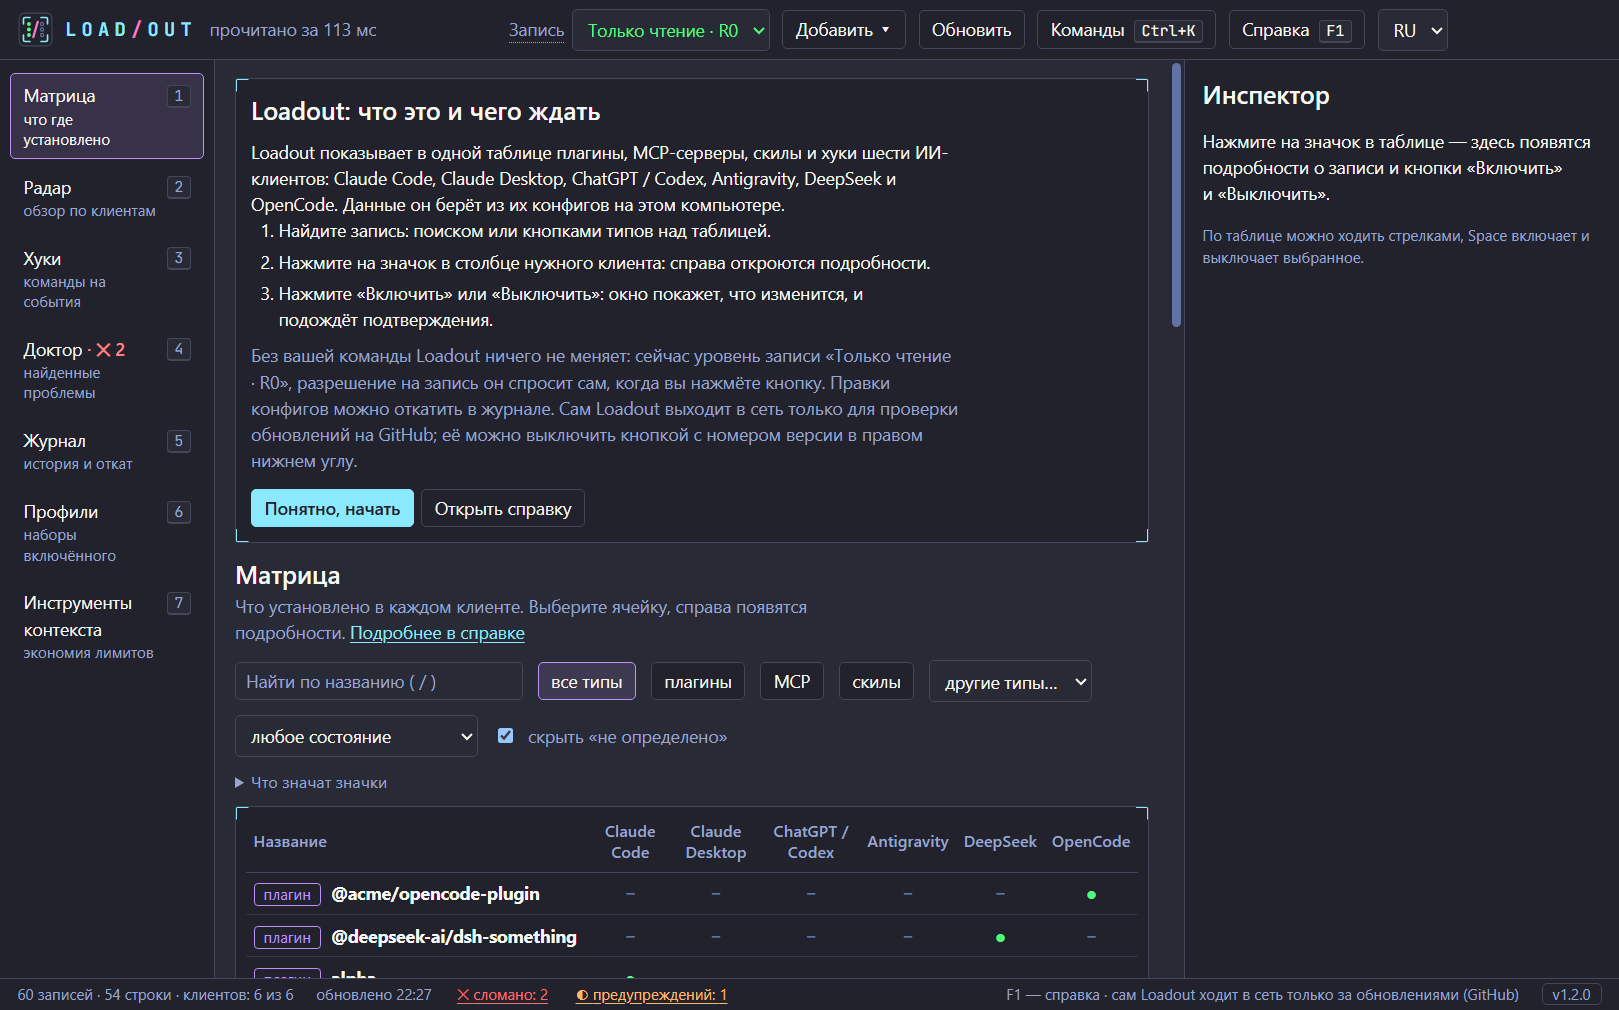 LOAD/OUT прочитано за 113 мс Запись Только чтение · R0 Добавить ▼ Обновить Команды Ctrl+K Справка F1 RU
Матрица 1
что где
установлено
Радар 2
обзор по клиентам
Хуки 3
команды на
события
Доктор · ✕ 2 4
найденные
проблемы
Журнал 5
история и откат
Профили 6
наборы
включённого
Инструменты 7
контекста
экономия лимитов
Loadout: что это и чего ждать
Loadout показывает в одной таблице плагины, MCP-серверы, скилы и хуки шести ИИ-
клиентов: Claude Code, Claude Desktop, ChatGPT / Codex, Antigravity, DeepSeek и
OpenCode. Данные он берёт из их конфигов на этом компьютере.
1. Найдите запись: поиском или кнопками типов над таблицей.
2. Нажмите на значок в столбце нужного клиента: справа откроются подробности.
3. Нажмите «Включить» или «Выключить»: окно покажет, что изменится, и
подождёт подтверждения.
Без вашей команды Loadout ничего не меняет: сейчас уровень записи «Только чтение
· R0», разрешение на запись он спросит сам, когда вы нажмёте кнопку. Правки
конфигов можно откатить в журнале. Сам Loadout выходит в сеть только для проверки
обновлений на GitHub; её можно выключить кнопкой с номером версии в правом
нижнем углу.
Понятно, начать Открыть справку
Матрица
Что установлено в каждом клиенте. Выберите ячейку, справа появятся
подробности. Подробнее в справке
Найти по названию ( / ) все типы плагины MCP скилы другие типы...
любое состояние скрыть «не определено»
▶ Что значат значки
Название Claude Code Claude Desktop ChatGPT / Codex Antigravity DeepSeek OpenCode
плагин @acme/opencode-plugin – – – – – ●
плагин @deepseek-ai/dsh-something – – – – ● –
плагин alpha
Инспектор
Нажмите на значок в таблице — здесь появятся
подробности о записи и кнопки «Включить»
и «Выключить».
По таблице можно ходить стрелками, Space включает и
выключает выбранное.
60 записей · 54 строки · клиентов: 6 из 6 обновлено 22:27 ✕ сломано: 2 ◐ предупреждений: 1 F1 — справка · сам Loadout ходит в сеть только за обновлениями (GitHub) v1.2.0